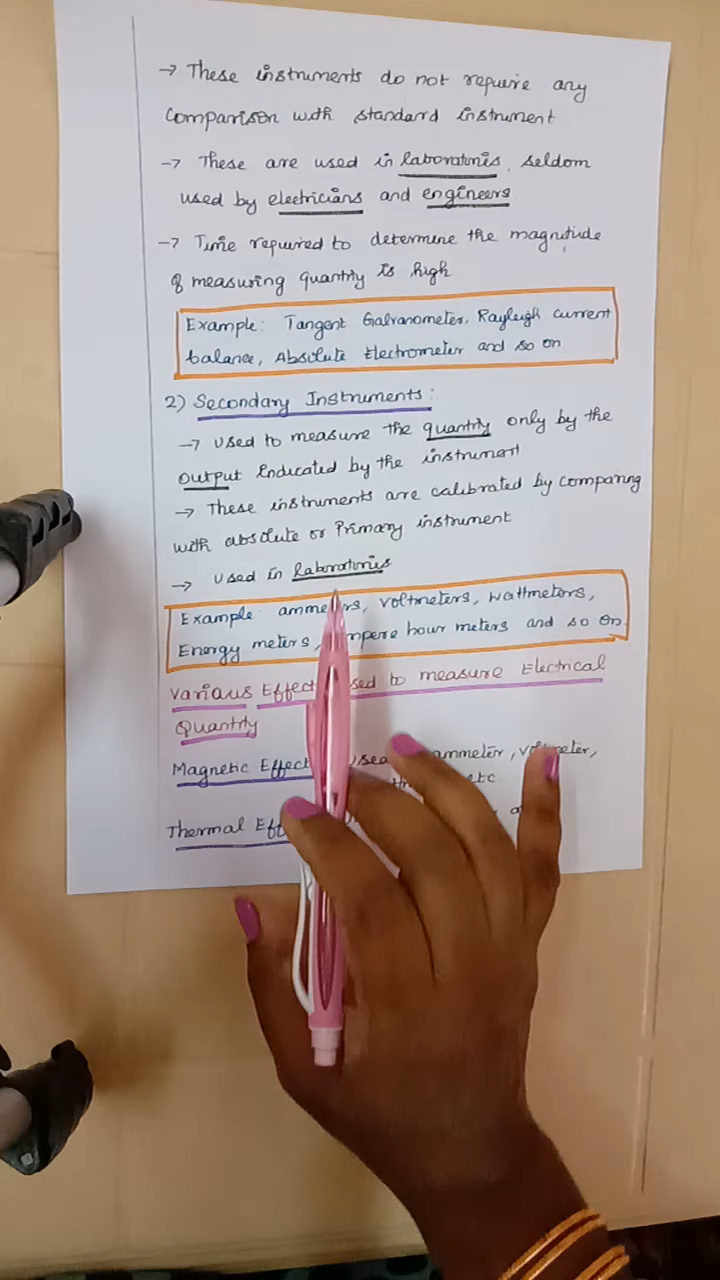 → These instruments do not require any
comparison with standard instrument
→ These are used in laboratories, seldom
used by electricians and engineers
→ Time required to determine the magnitude
of measuring quantity is high
Example: Tangent Galvanometer, Rayleigh current
balance, Absolute Electrometer and so on
2) Secondary Instruments:
→ Used to measure the quantity only by the
output indicated by the instrument
→ These instruments are calibrated by comparing
with absolute or Primary instrument
→ Used in laboratories
Example: ammeters, voltmeters, wattmeters,
Energy meters, ampere hour meters and so on.
Various Effects used to measure Electrical
Quantity
Magnetic Effect ammeter, voltmeter,
etc
Thermal